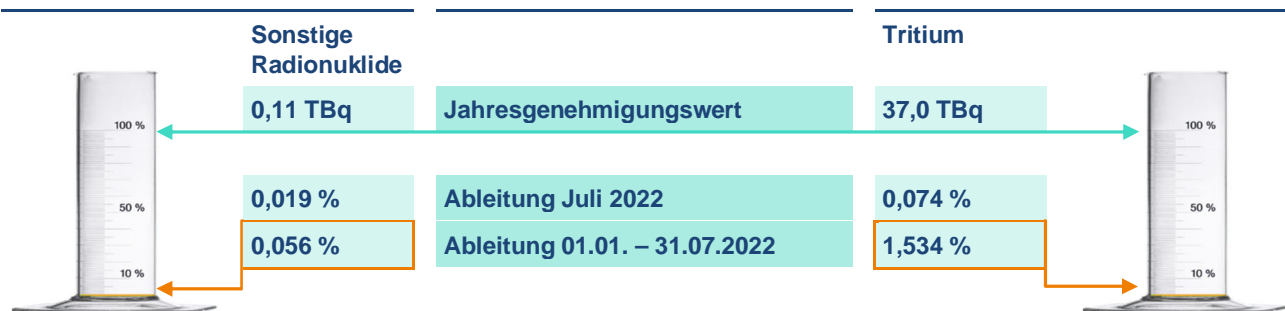 Sonstige
Radionuklide
Tritium
0,11 TBq
Jahresgenehmigungswert
37,0 TBq
100 %
100 %
0,019 %
Ableitung Juli 2022
0,074 %
50 %
50 %
0,056 %
Ableitung 01.01. – 31.07.2022
1,534 %
10 %
10 %